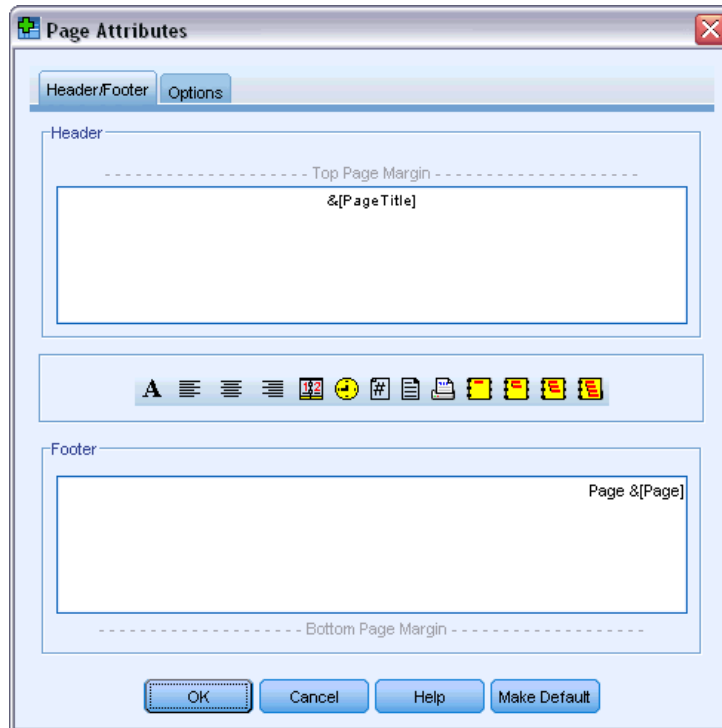 Page Attributes
Header/Footer Options
Header
- - - - - - - - - - - - - - - - - - - - Top Page Margin - - - - - - - - - - - - - - - - - - - -
&[PageTitle]
A
Footer
Page &[Page]
- - - - - - - - - - - - - - - - - - - - Bottom Page Margin - - - - - - - - - - - - - - - - - - -
OK Cancel Help Make Default